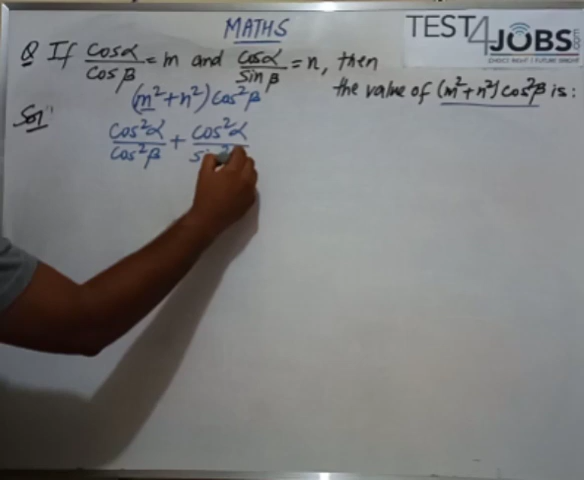 MATHS
TEST4JOBS.COM
CHOICE RIGHT | FUTURE BRIGHT
Q If cosα/cosβ = m and cosα/sinβ = n, then
the value of (m²+n²) cos²β is :
Solⁿ
(m²+n²) cos²β
cos²α/cos²β + cos²α/si